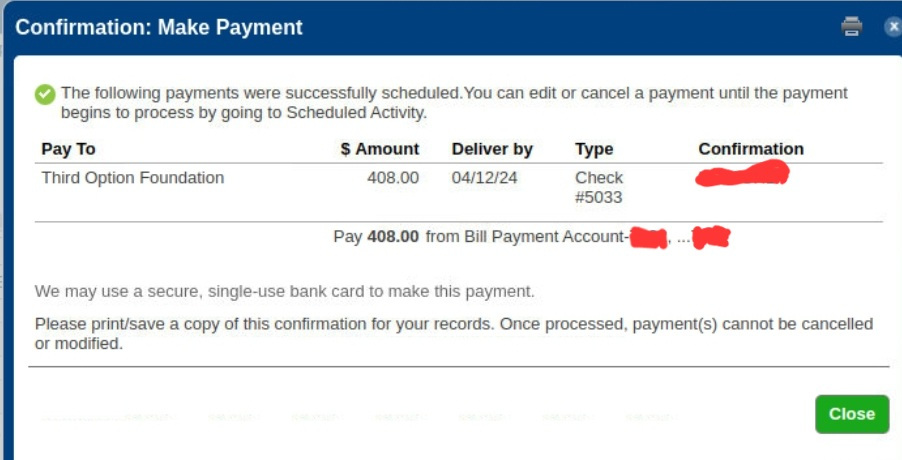 Confirmation: Make Payment
The following payments were successfully scheduled.You can edit or cancel a payment until the payment
begins to process by going to Scheduled Activity.
Pay To $ Amount Deliver by Type Confirmation
Third Option Foundation 408.00 04/12/24 Check
#5033
Pay 408.00 from Bill Payment Account- , ...
We may use a secure, single-use bank card to make this payment.
Please print/save a copy of this confirmation for your records. Once processed, payment(s) cannot be cancelled
or modified.
Close